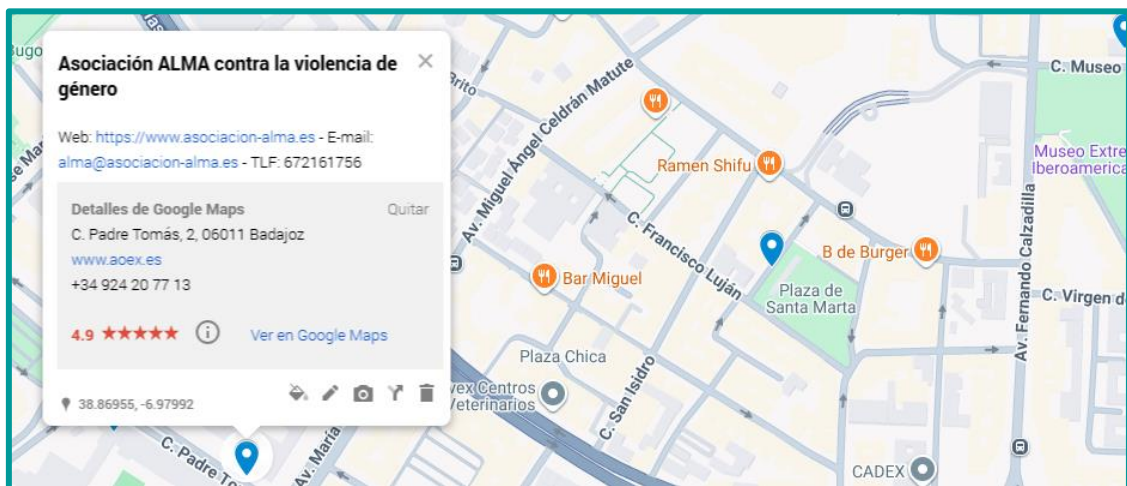 Asociación ALMA contra la violencia de
género
Web: https://www.asociacion-alma.es - E-mail:
alma@asociacion-alma.es - TLF: 672161756
Detalles de Google Maps
Quitar
C. Padre Tomás, 2, 06011 Badajoz
www.aoex.es
+34 924 20 77 13
4.9
Ver en Google Maps
38.86955, -6.97992
C. Padre To
Av. María
Brito
Av. Miguel Ángel Celdrán Matute
Ramen Shifu
C. Francisco Luján
Bar Miguel
B de Burger
Plaza de
Santa Marta
Plaza Chica
vex Centros
Veterinarios
C. San Isidro
CADEX
C. Museo
Museo Extre
Iberoamerica
Av. Fernando Calzadilla
C. Virgen d